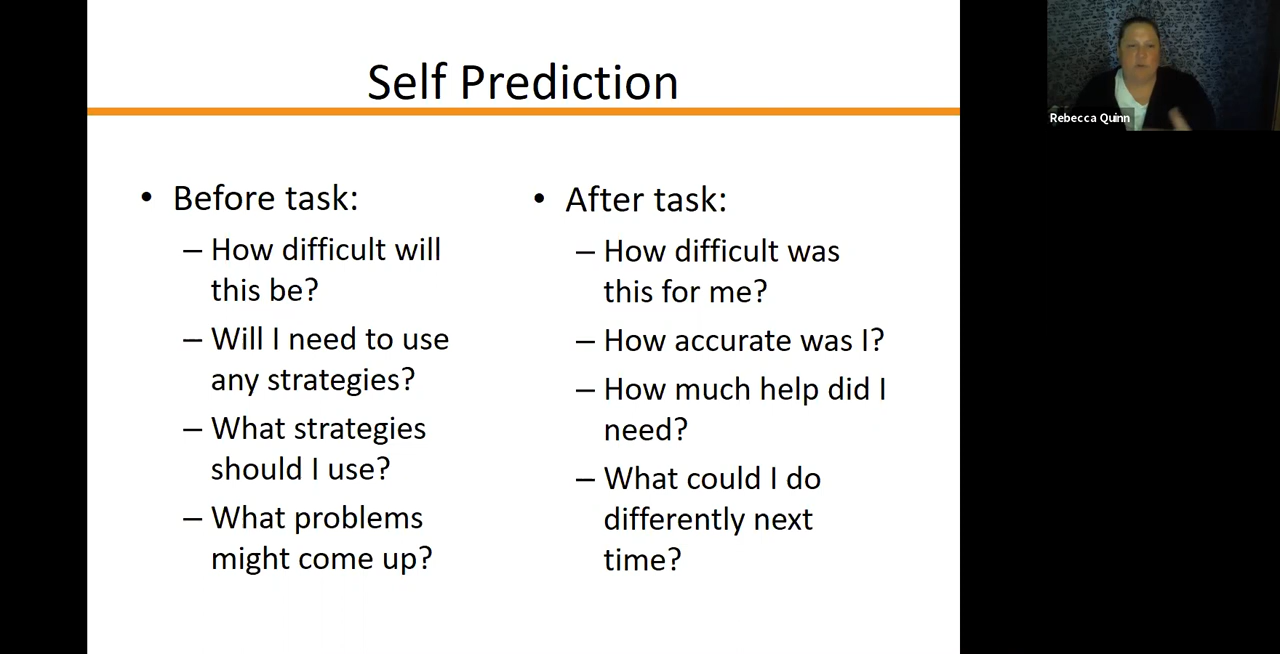 Self Prediction
• Before task:
– How difficult will
this be?
– Will I need to use
any strategies?
– What strategies
should I use?
– What problems
might come up?
• After task:
– How difficult was
this for me?
– How accurate was I?
– How much help did I
need?
– What could I do
differently next
time?
Rebecca Quinn